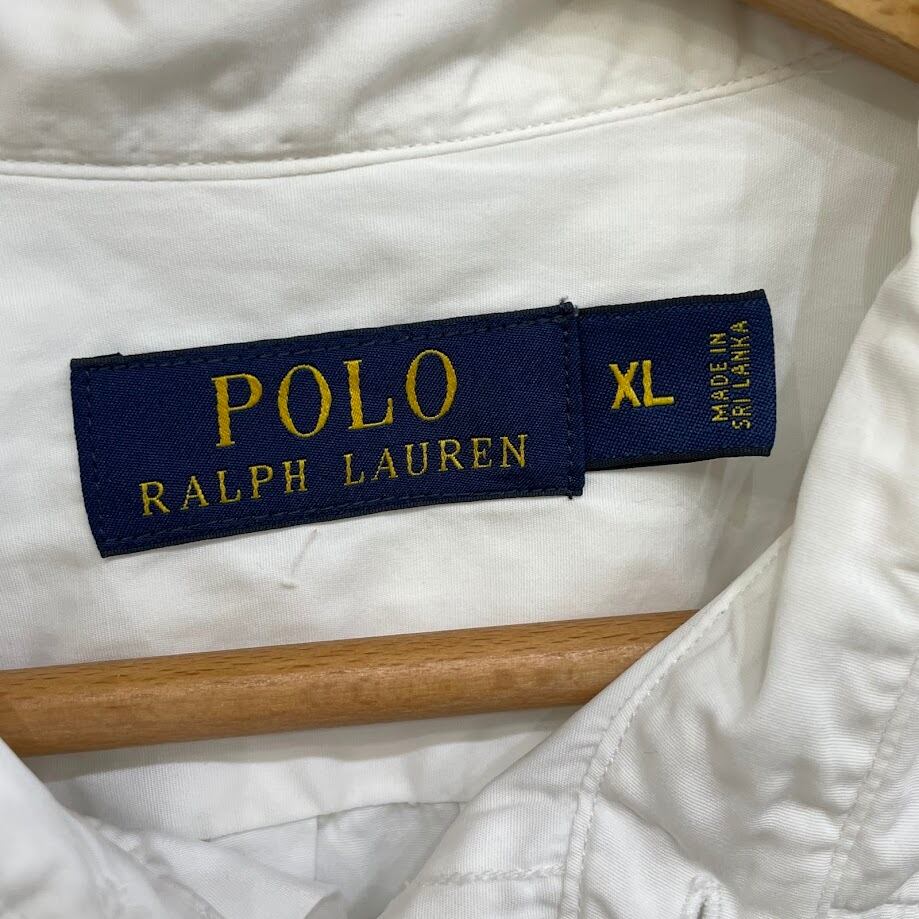 POLO
RALPH LAUREN
XL
MADE IN
SRI LANKA